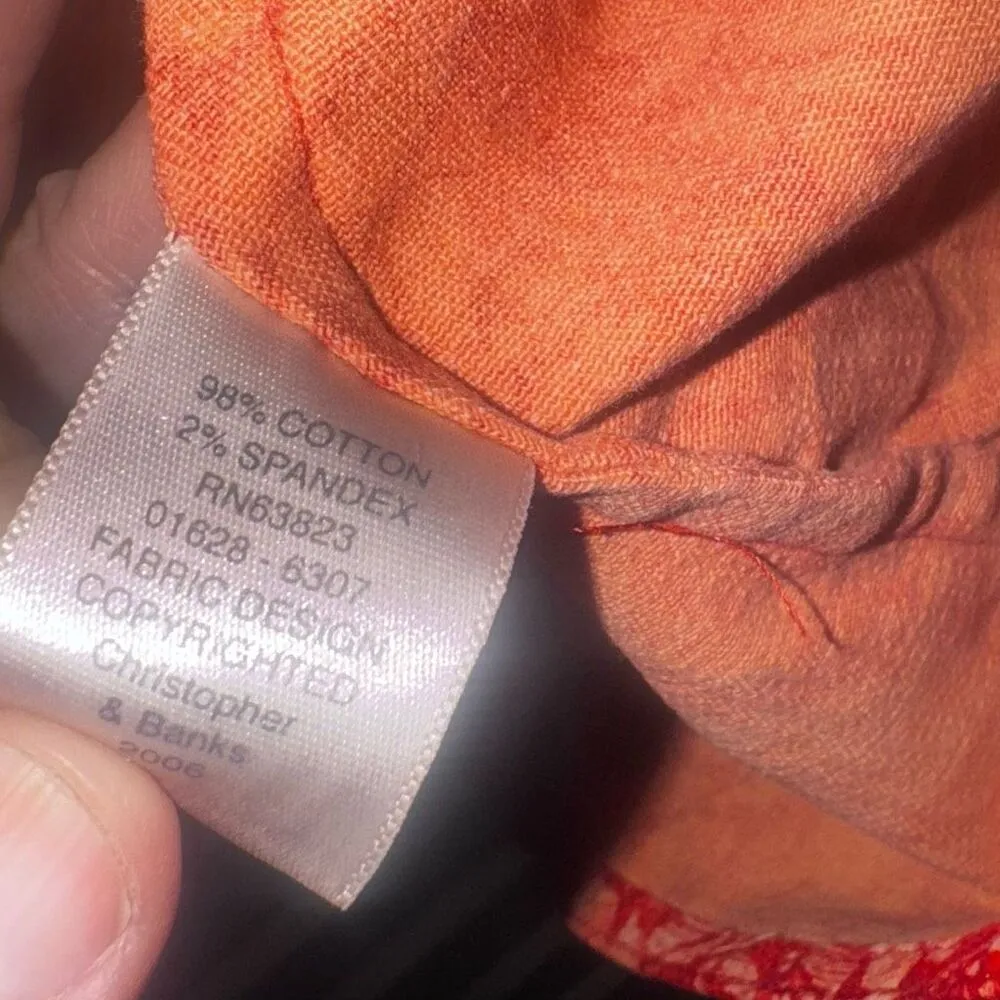 98% COTTON
2% SPANDEX
RN63823
01628 - 6307
FABRIC DESIGN
COPYRIGHTED
Christopher
& Banks
2006